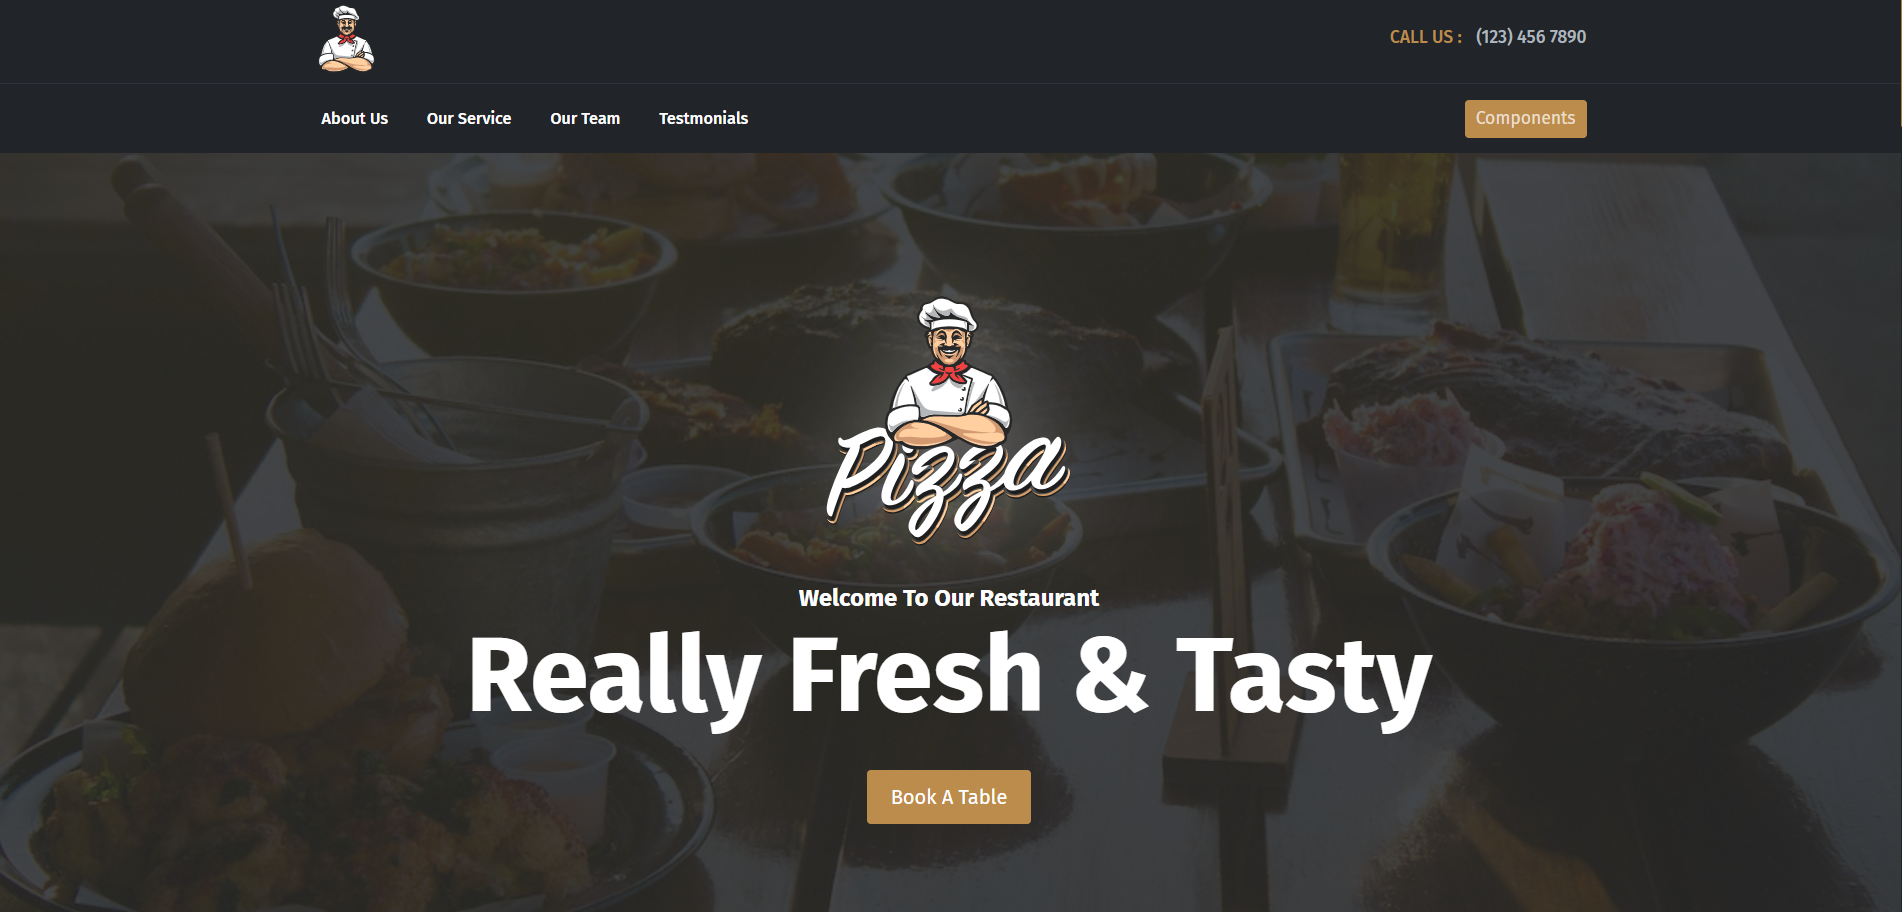 CALL US : (123) 456 7890
About Us Our Service Our Team Testmonials Components
Pizza
Welcome To Our Restaurant
Really Fresh & Tasty
Book A Table